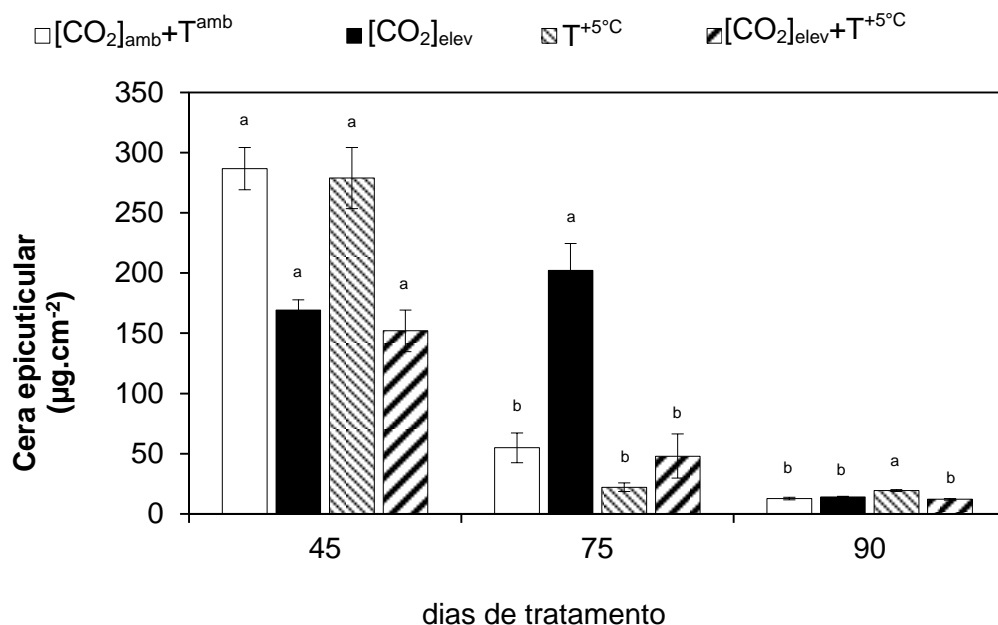 [CO₂]amb+Tᵃᵐᵇ [CO₂]elev T⁺⁵°ᶜ [CO₂]elev+T⁺⁵°ᶜ
350
300
250
200
150
100
50
0
Cera epicuticular
(µg.cm⁻²)
a a a a
b a b b
b b a b
45 75 90
dias de tratamento